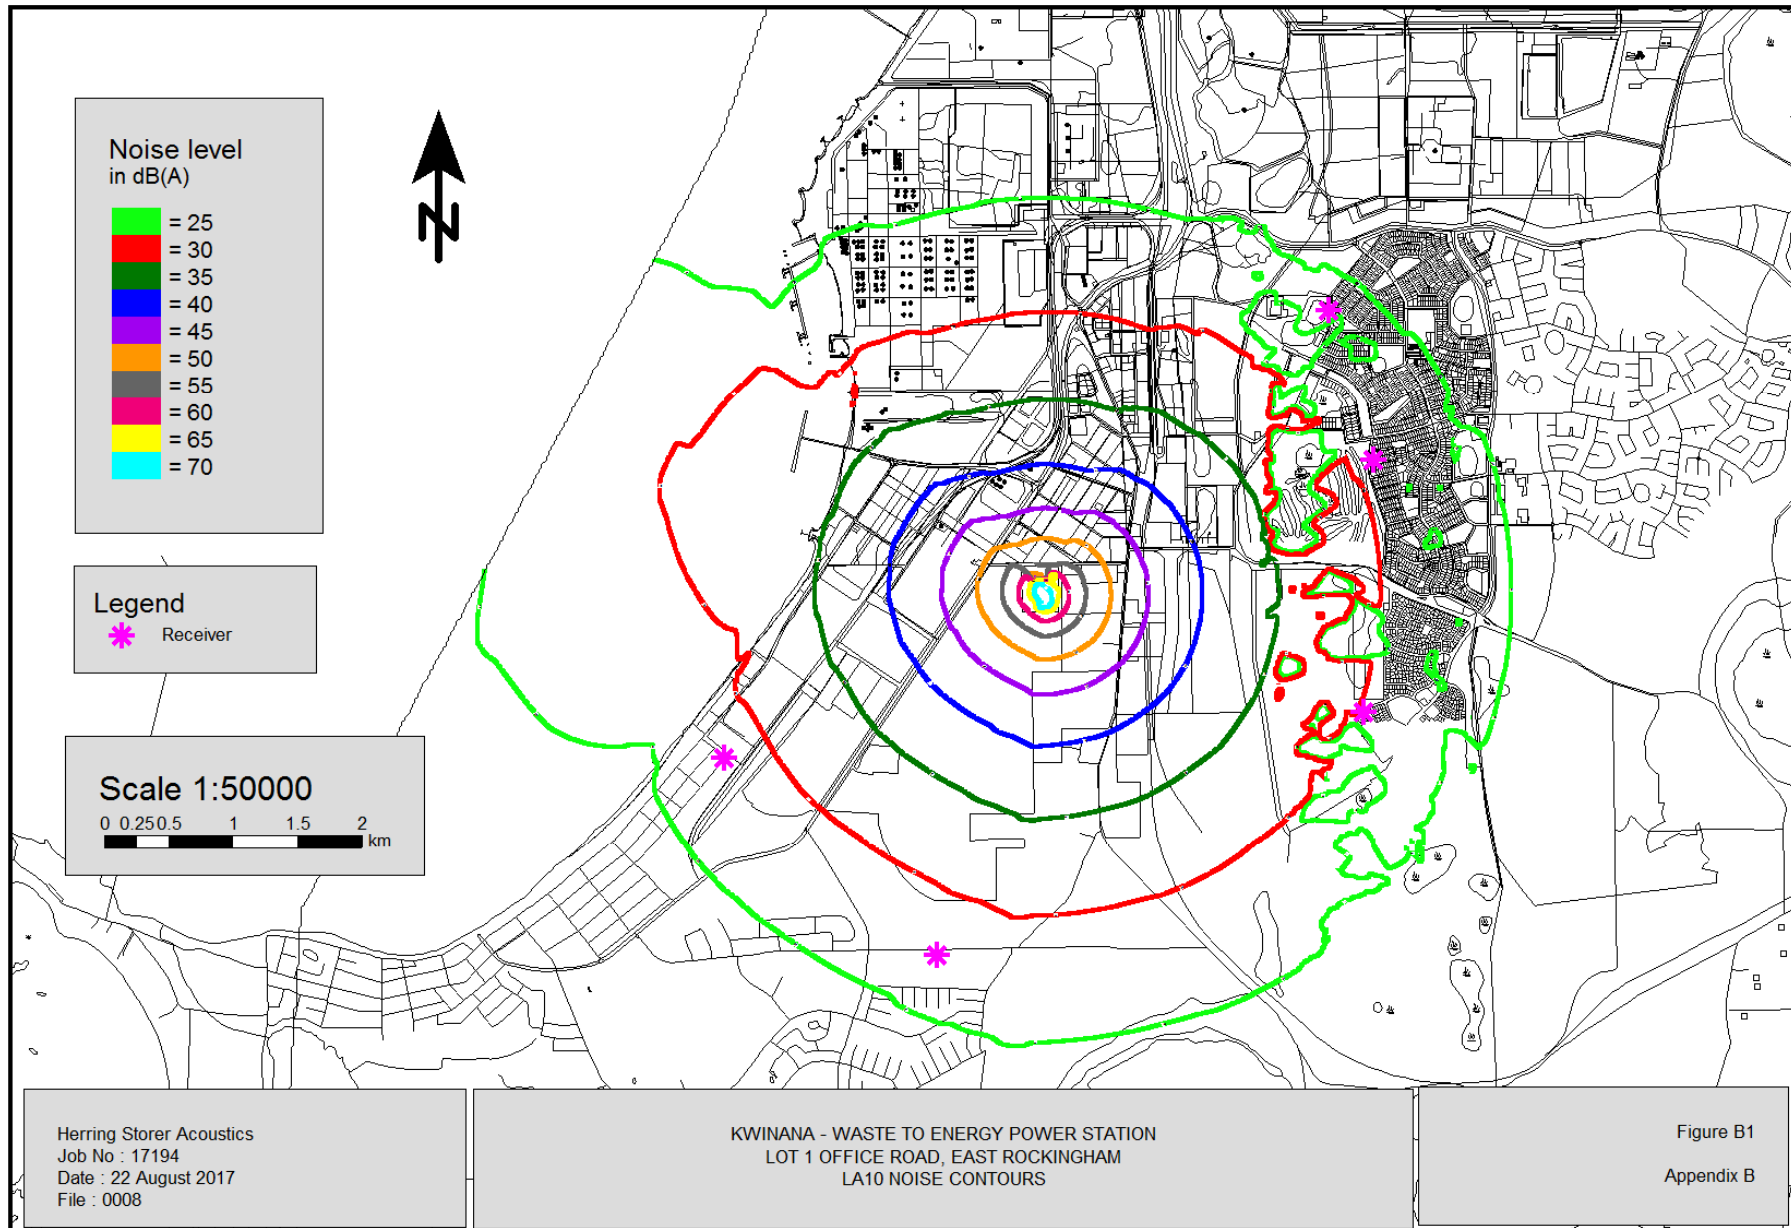 Noise level
in dB(A)
= 25
= 30
= 35
= 40
= 45
= 50
= 55
= 60
= 65
= 70
N
Legend
Receiver
Scale 1:50000
0 0.25 0.5 1 1.5 2
km
Herring Storer Acoustics
Job No : 17194
Date : 22 August 2017
File : 0008
KWINANA - WASTE TO ENERGY POWER STATION
LOT 1 OFFICE ROAD, EAST ROCKINGHAM
LA10 NOISE CONTOURS
Figure B1
Appendix B